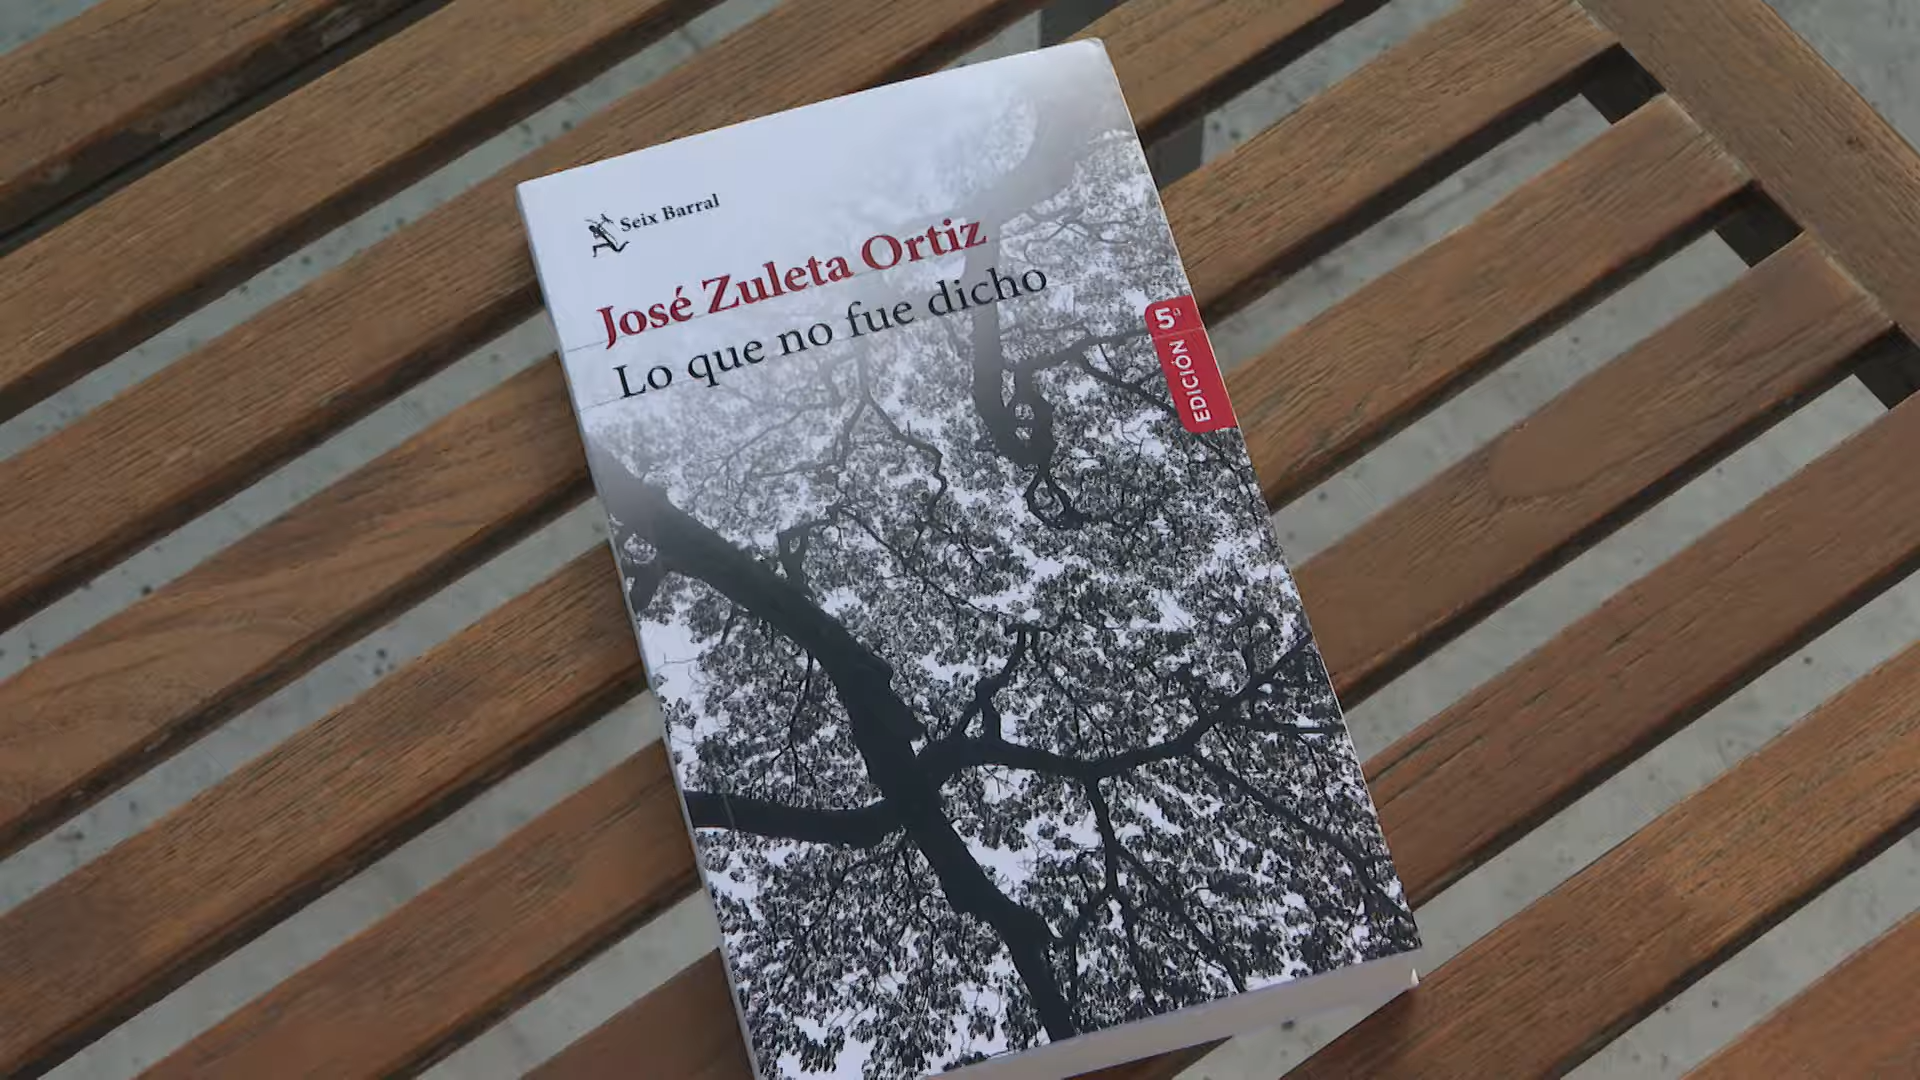 Seix Barral
José Zuleta Ortiz
Lo que no fue dicho
5ª
EDICIÓN